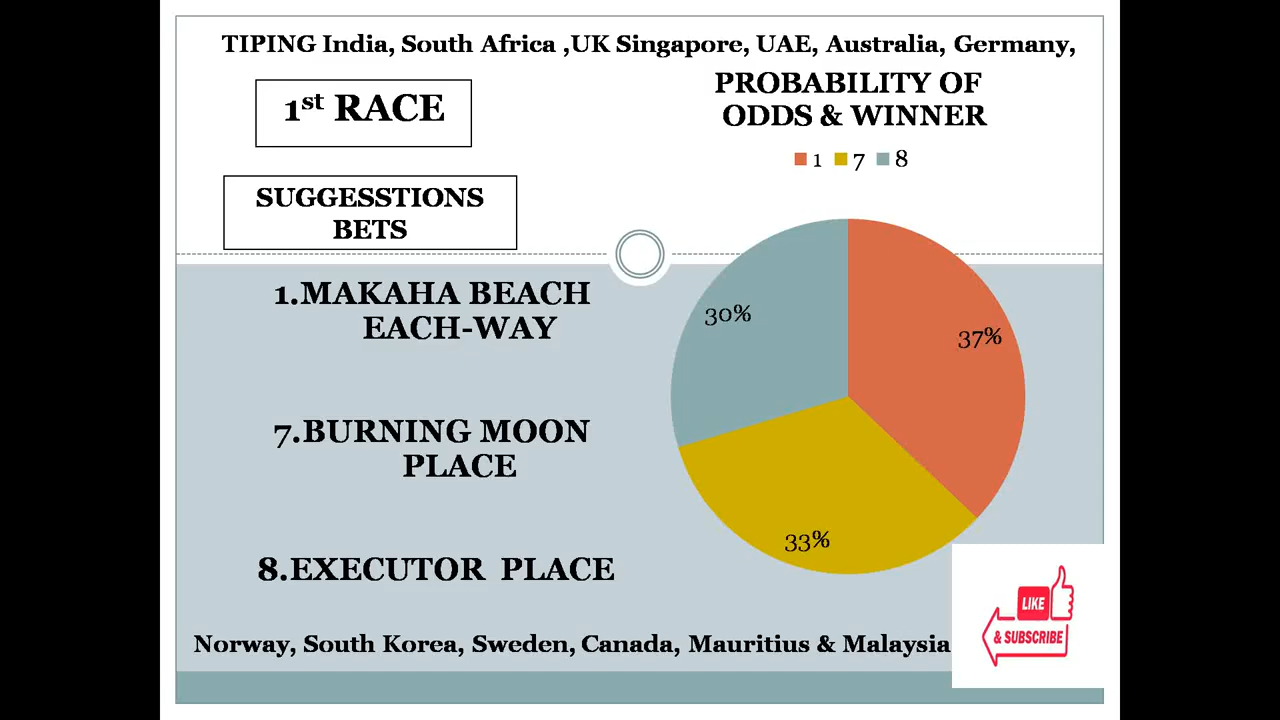 TIPING India, South Africa ,UK Singapore, UAE, Australia, Germany,
1st RACE
SUGGESSTIONS
BETS
1.MAKAHA BEACH
EACH-WAY
7.BURNING MOON
PLACE
8.EXECUTOR PLACE
PROBABILITY OF
ODDS & WINNER
1 7 8
30%
37%
33%
LIKE
& SUBSCRIBE
Norway, South Korea, Sweden, Canada, Mauritius & Malaysia